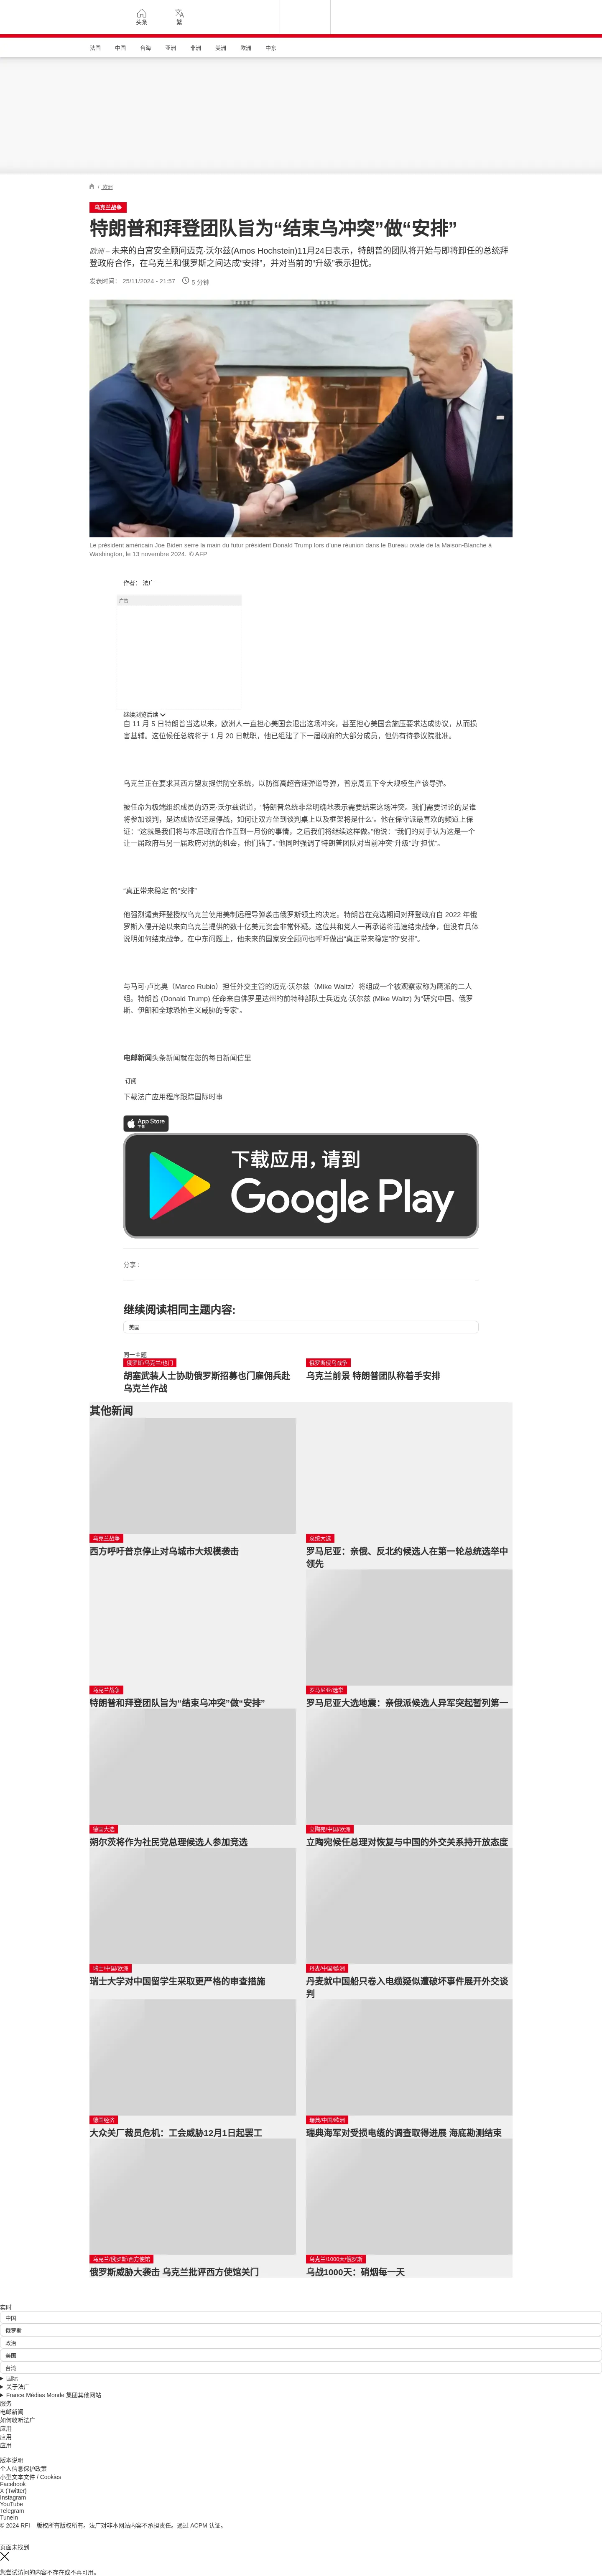 头条
繁
法国 中国 台海 亚洲 非洲 美洲 欧洲 中东
/ 欧洲
乌克兰战争
特朗普和拜登团队旨为“结束乌冲突”做“安排”
欧洲 – 未来的白宫安全顾问迈克·沃尔兹(Amos Hochstein)11月24日表示，特朗普的团队将开始与即将卸任的总统拜
登政府合作，在乌克兰和俄罗斯之间达成“安排”，并对当前的“升级”表示担忧。
发表时间： 25/11/2024 - 21:57 5 分钟
Le président américain Joe Biden serre la main du futur président Donald Trump lors d’une réunion dans le Bureau ovale de la Maison-Blanche à
Washington, le 13 novembre 2024. © AFP
作者： 法广
广告
继续浏览后续
自 11 月 5 日特朗普当选以来，欧洲人一直担心美国会退出这场冲突，甚至担心美国会施压要求达成协议，从而损
害基辅。这位候任总统将于 1 月 20 日就职，他已组建了下一届政府的大部分成员，但仍有待参议院批准。
乌克兰正在要求其西方盟友提供防空系统，以防御高超音速弹道导弹，普京周五下令大规模生产该导弹。
被任命为极端组织成员的迈克·沃尔兹说道，“特朗普总统非常明确地表示需要结束这场冲突。我们需要讨论的是谁
将参加谈判，是达成协议还是停战，如何让双方坐到谈判桌上以及框架将是什么’。他在保守派最喜欢的频道上保
证：“这就是我们将与本届政府合作直到一月份的事情，之后我们将继续这样做。”他说：“我们的对手认为这是一个
让一届政府与另一届政府对抗的机会，他们错了。”他同时强调了特朗普团队对当前冲突“升级”的“担忧”。
“真正带来稳定”的“安排”
他强烈谴责拜登授权乌克兰使用美制远程导弹袭击俄罗斯领土的决定。特朗普在竞选期间对拜登政府自 2022 年俄
罗斯入侵开始以来向乌克兰提供的数十亿美元资金非常怀疑。这位共和党人一再承诺将迅速结束战争，但没有具体
说明如何结束战争。在中东问题上，他未来的国家安全顾问也呼吁做出“真正带来稳定”的“安排”。
与马可·卢比奥（Marco Rubio）担任外交主管的迈克·沃尔兹（Mike Waltz）将组成一个被观察家称为鹰派的二人
组。特朗普 (Donald Trump) 任命来自佛罗里达州的前特种部队士兵迈克·沃尔兹 (Mike Waltz) 为“研究中国、俄罗
斯、伊朗和全球恐怖主义威胁的专家”。
电邮新闻头条新闻就在您的每日新闻信里
订阅
下载法广应用程序跟踪国际时事
App Store
下载
下载应用，请到
Google Play
分享 :
继续阅读相同主题内容:
美国
同一主题
俄罗斯/乌克兰/也门
胡塞武装人士协助俄罗斯招募也门雇佣兵赴
乌克兰作战
俄罗斯侵乌战争
乌克兰前景 特朗普团队称着手安排
其他新闻
乌克兰战争
西方呼吁普京停止对乌城市大规模袭击
总统大选
罗马尼亚：亲俄、反北约候选人在第一轮总统选举中
领先
乌克兰战争
特朗普和拜登团队旨为“结束乌冲突”做“安排”
罗马尼亚/选举
罗马尼亚大选地震：亲俄派候选人异军突起暂列第一
德国大选
朔尔茨将作为社民党总理候选人参加竞选
立陶宛/中国/欧洲
立陶宛候任总理对恢复与中国的外交关系持开放态度
瑞士/中国/欧洲
瑞士大学对中国留学生采取更严格的审查措施
丹麦/中国/欧洲
丹麦就中国船只卷入电缆疑似遭破坏事件展开外交谈
判
德国经济
大众关厂裁员危机：工会威胁12月1日起罢工
瑞典/中国/欧洲
瑞典海军对受损电缆的调查取得进展 海底勘测结束
乌克兰/俄罗斯/西方使馆
俄罗斯威胁大袭击 乌克兰批评西方使馆关门
乌克兰/1000天/俄罗斯
乌战1000天：硝烟每一天
实时
中国
俄罗斯
政治
美国
台湾
国际
关于法广
France Médias Monde 集团其他网站
服务
电邮新闻
如何收听法广
应用
应用
应用
版本说明
个人信息保护政策
小型文本文件 / Cookies
Facebook
X (Twitter)
Instagram
YouTube
Telegram
TuneIn
© 2024 RFI – 版权所有版权所有。法广对非本网站内容不承担责任。通过 ACPM 认证。
页面未找到
您尝试访问的内容不存在或不再可用。